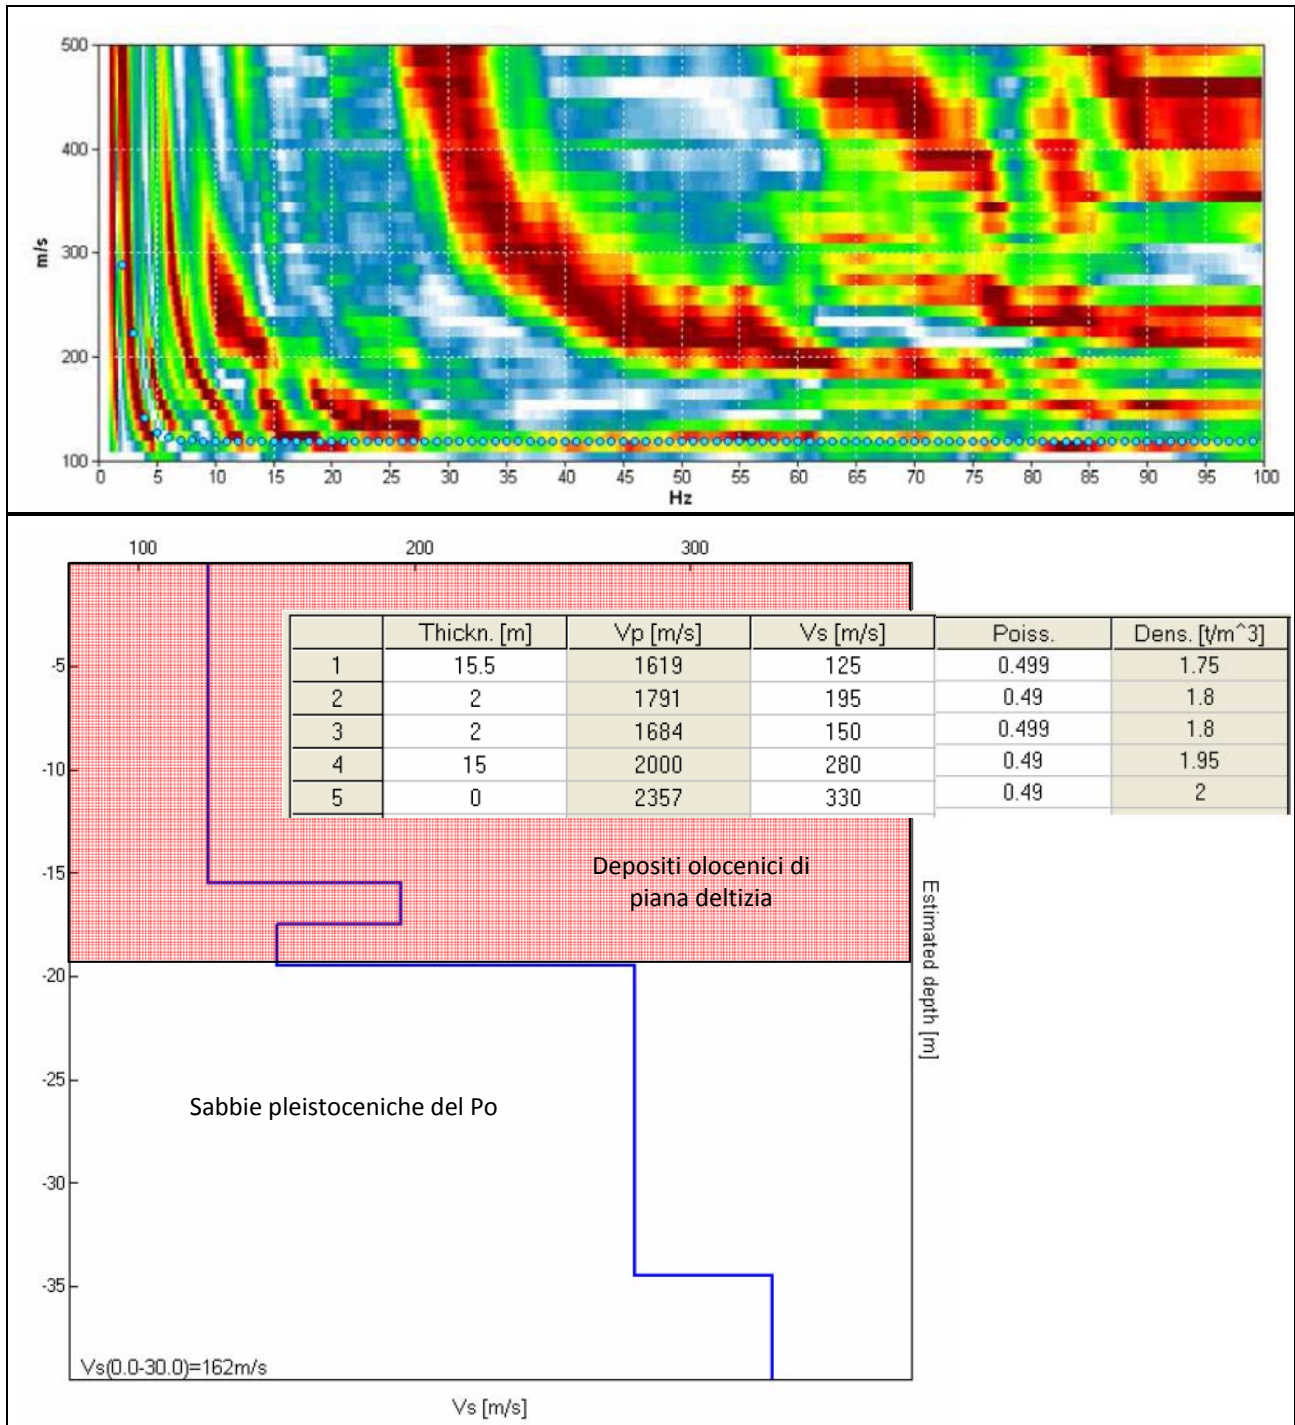 500
400
300
200
100
m/s
0 5 10 15 20 25 30 35 40 45 50 55 60 65 70 75 80 85 90 95 100
Hz
100 200 300
Thickn. [m] Vp [m/s] Vs [m/s] Poiss. Dens. [t/m^3]
1 15.5 1619 125 0.499 1.75
2 2 1791 195 0.49 1.8
3 2 1684 150 0.499 1.8
4 15 2000 280 0.49 1.95
5 0 2357 330 0.49 2
-5
-10
-15
-20
-25
-30
-35
Depositi olocenici di
piana deltizia
Estimated depth [m]
Sabbie pleistoceniche del Po
Vs(0.0-30.0)=162m/s
Vs [m/s]